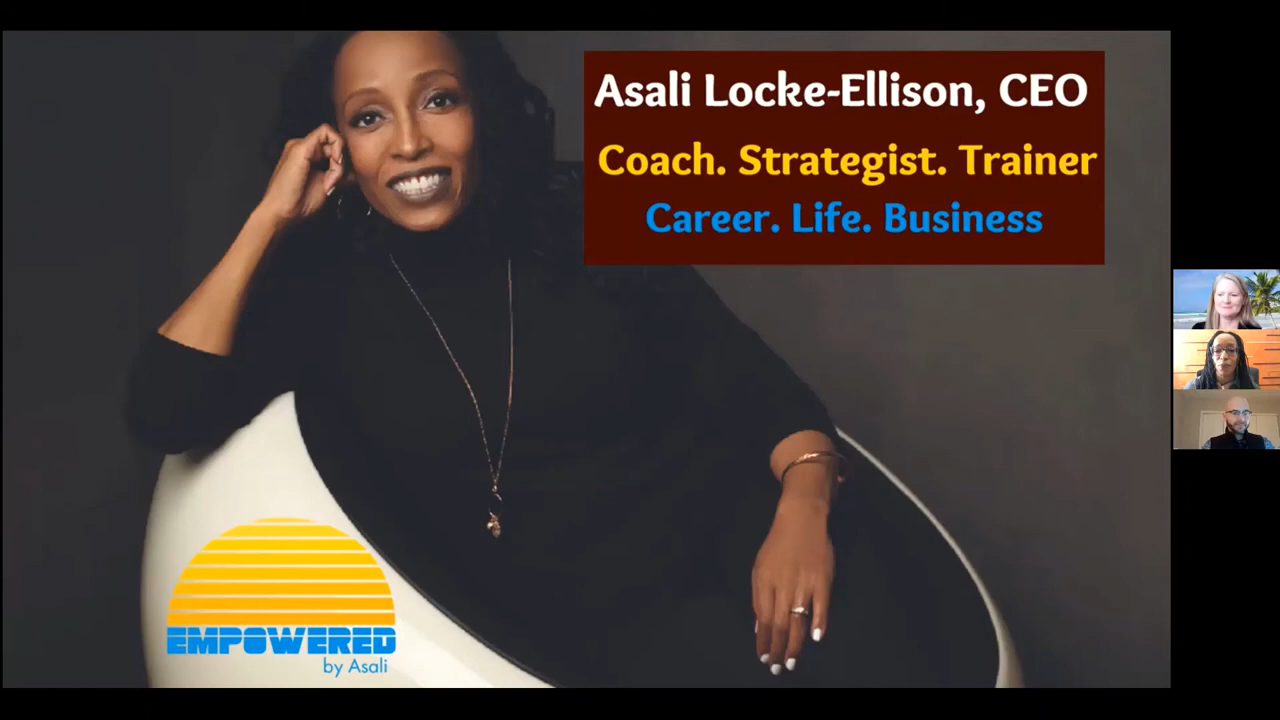 Asali Locke-Ellison, CEO
Coach. Strategist. Trainer
Career. Life. Business
EMPOWERED
by Asali